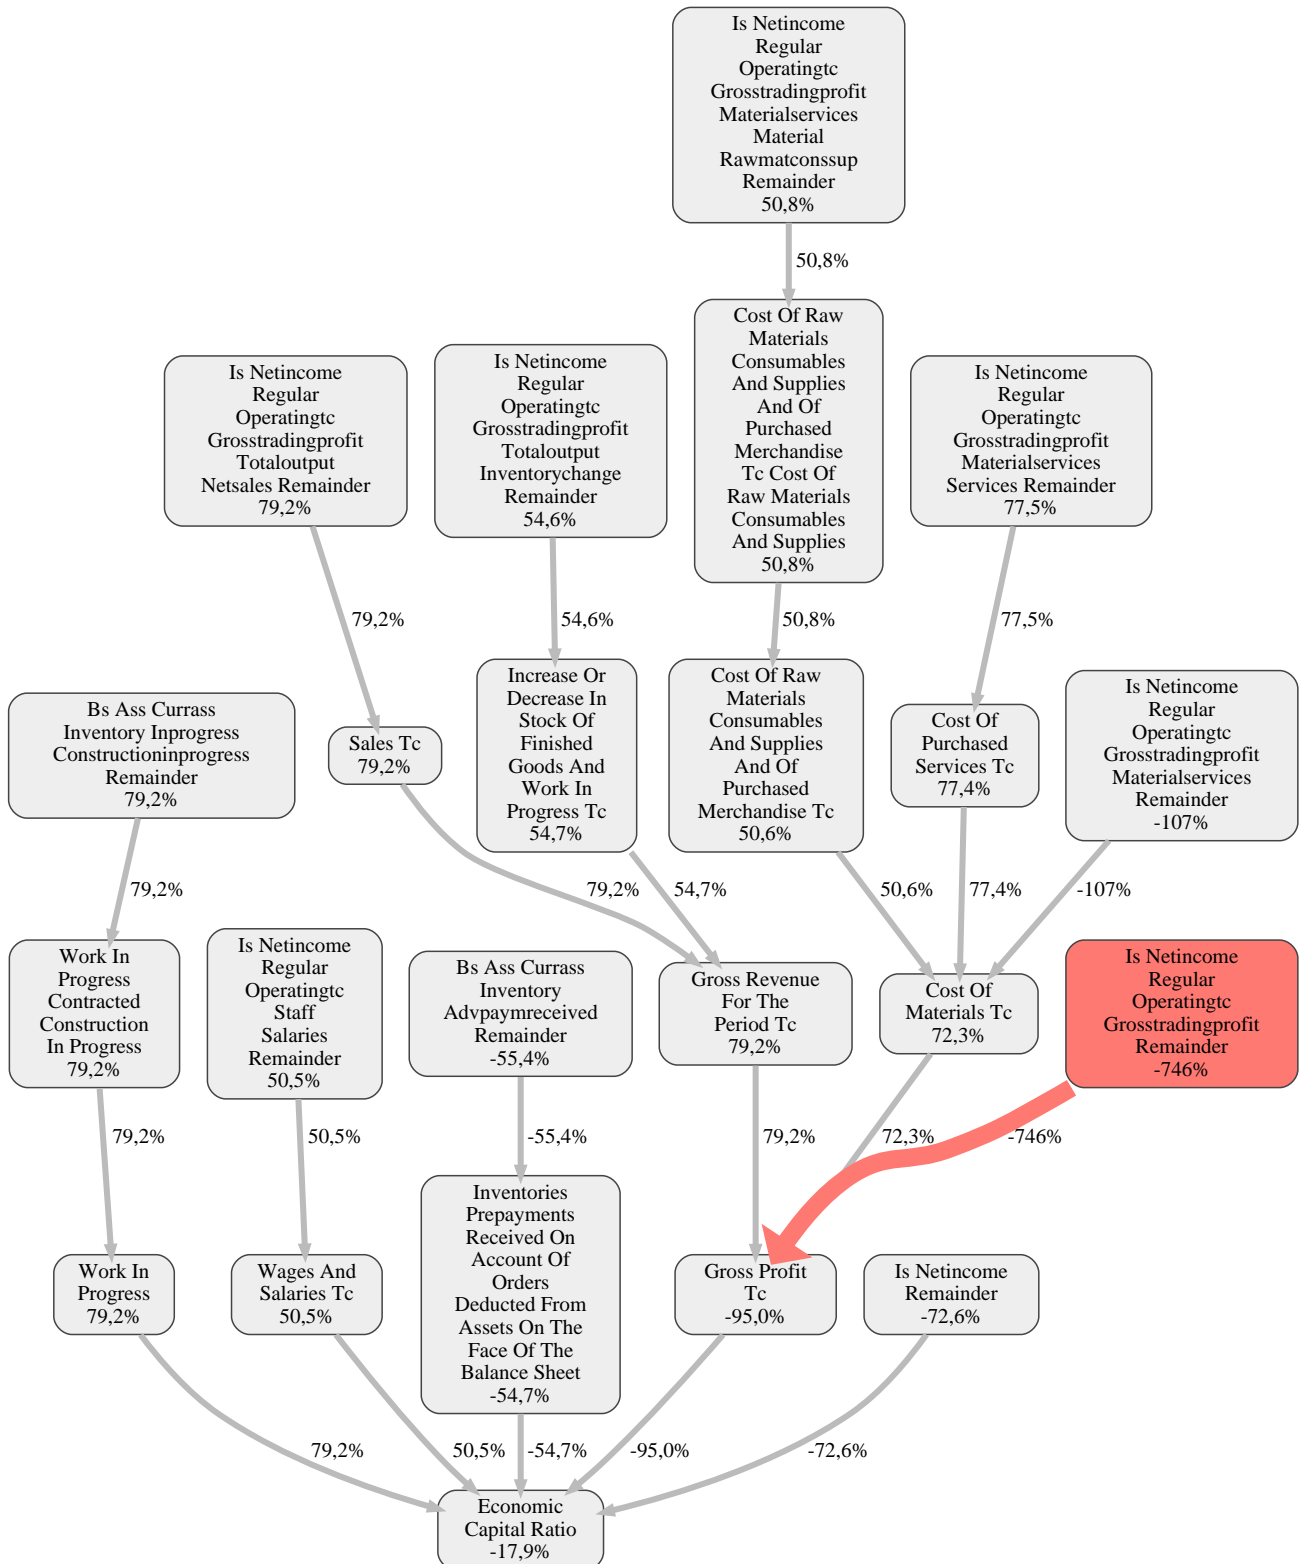 Is Netincome
Regular
Operatingtc
Grosstradingprofit
Materialservices
Material
Rawmatconssup
Remainder
50,8%
50,8%
Cost Of Raw
Materials
Consumables
And Supplies
And Of
Purchased
Merchandise
Tc Cost Of
Raw Materials
Consumables
And Supplies
50,8%
Is Netincome
Regular
Operatingtc
Grosstradingprofit
Totaloutput
Netsales Remainder
79,2%
Is Netincome
Regular
Operatingtc
Grosstradingprofit
Totaloutput
Inventorychange
Remainder
54,6%
Is Netincome
Regular
Operatingtc
Grosstradingprofit
Materialservices
Services Remainder
77,5%
79,2%
54,6%
50,8%
77,5%
Bs Ass Currass
Inventory Inprogress
Constructioninprogress
Remainder
79,2%
Sales Tc
79,2%
Increase Or
Decrease In
Stock Of
Finished
Goods And
Work In
Progress Tc
54,7%
Cost Of Raw
Materials
Consumables
And Supplies
And Of
Purchased
Merchandise Tc
50,6%
Cost Of
Purchased
Services Tc
77,4%
Is Netincome
Regular
Operatingtc
Grosstradingprofit
Materialservices
Remainder
-107%
79,2%
79,2%
54,7%
50,6%
77,4%
-107%
Work In
Progress
Contracted
Construction
In Progress
79,2%
Is Netincome
Regular
Operatingtc
Staff
Salaries
Remainder
50,5%
Bs Ass Currass
Inventory
Advpaymreceived
Remainder
-55,4%
Gross Revenue
For The
Period Tc
79,2%
Cost Of
Materials Tc
72,3%
Is Netincome
Regular
Operatingtc
Grosstradingprofit
Remainder
-746%
79,2%
50,5%
-55,4%
79,2%
72,3%
-746%
Work In
Progress
79,2%
Wages And
Salaries Tc
50,5%
Inventories
Prepayments
Received On
Account Of
Orders
Deducted From
Assets On The
Face Of The
Balance Sheet
-54,7%
Gross Profit
Tc
-95,0%
Is Netincome
Remainder
-72,6%
79,2%
50,5%
-54,7%
-95,0%
-72,6%
Economic
Capital Ratio
-17,9%